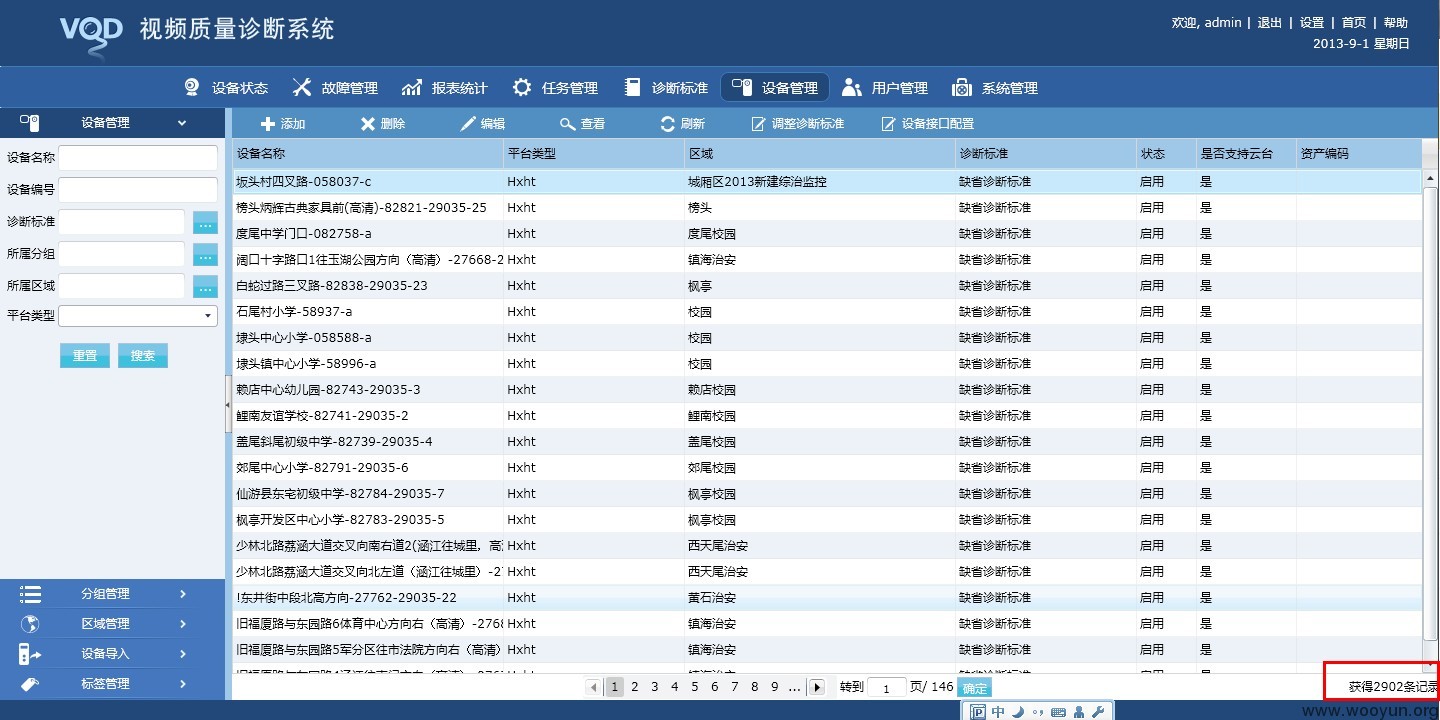 VQD 视频质量诊断系统
欢迎, admin | 退出 | 设置 | 首页 | 帮助
2013-9-1 星期日
设备状态 故障管理 报表统计 任务管理 诊断标准 设备管理 用户管理 系统管理
设备管理
添加 删除 编辑 查看 刷新 调整诊断标准 设备接口配置
设备名称
设备编号
诊断标准 ...
所属分组 ...
所属区域 ...
平台类型
重置 搜索
分组管理
区域管理
设备导入
标签管理
设备名称 平台类型 区域 诊断标准 状态 是否支持云台 资产编码
坂头村四叉路-058037-c Hxht 城厢区2013新建综治监控 缺省诊断标准 启用 是
榜头炳辉古典家具前(高清)-82821-29035-25 Hxht 榜头 缺省诊断标准 启用 是
度尾中学门口-082758-a Hxht 度尾校园 缺省诊断标准 启用 是
阔口十字路口1往玉湖公园方向（高清）-27668-2 Hxht 镇海治安 缺省诊断标准 启用 是
白蛇过路三叉路-82838-29035-23 Hxht 枫亭 缺省诊断标准 启用 是
石尾村小学-58937-a Hxht 校园 缺省诊断标准 启用 是
埭头中心小学-058588-a Hxht 校园 缺省诊断标准 启用 是
埭头镇中心小学-58996-a Hxht 校园 缺省诊断标准 启用 是
赖店中心幼儿园-82743-29035-3 Hxht 赖店校园 缺省诊断标准 启用 是
鲤南友谊学校-82741-29035-2 Hxht 鲤南校园 缺省诊断标准 启用 是
盖尾斜尾初级中学-82739-29035-4 Hxht 盖尾校园 缺省诊断标准 启用 是
郊尾中心小学-82791-29035-6 Hxht 郊尾校园 缺省诊断标准 启用 是
仙游县东宅初级中学-82784-29035-7 Hxht 枫亭校园 缺省诊断标准 启用 是
枫亭开发区中心小学-82783-29035-5 Hxht 枫亭校园 缺省诊断标准 启用 是
少林北路荔涵大道交叉向南右道2(涵江往城里，高 Hxht 西天尾治安 缺省诊断标准 启用 是
少林北路荔涵大道交叉向北左道（涵江往城里）-2 Hxht 西天尾治安 缺省诊断标准 启用 是
!东井街中段北高方向-27762-29035-22 Hxht 黄石治安 缺省诊断标准 启用 是
旧福厦路与东园路6体育中心方向右（高清）-2768 Hxht 镇海治安 缺省诊断标准 启用 是
旧福厦路与东园路5军分区往市法院方向右（高清） Hxht 镇海治安 缺省诊断标准 启用 是
1 2 3 4 5 6 7 8 9 ... 转到 1 页/ 146 确定
获得2902条记录
中
www.wooyun.org